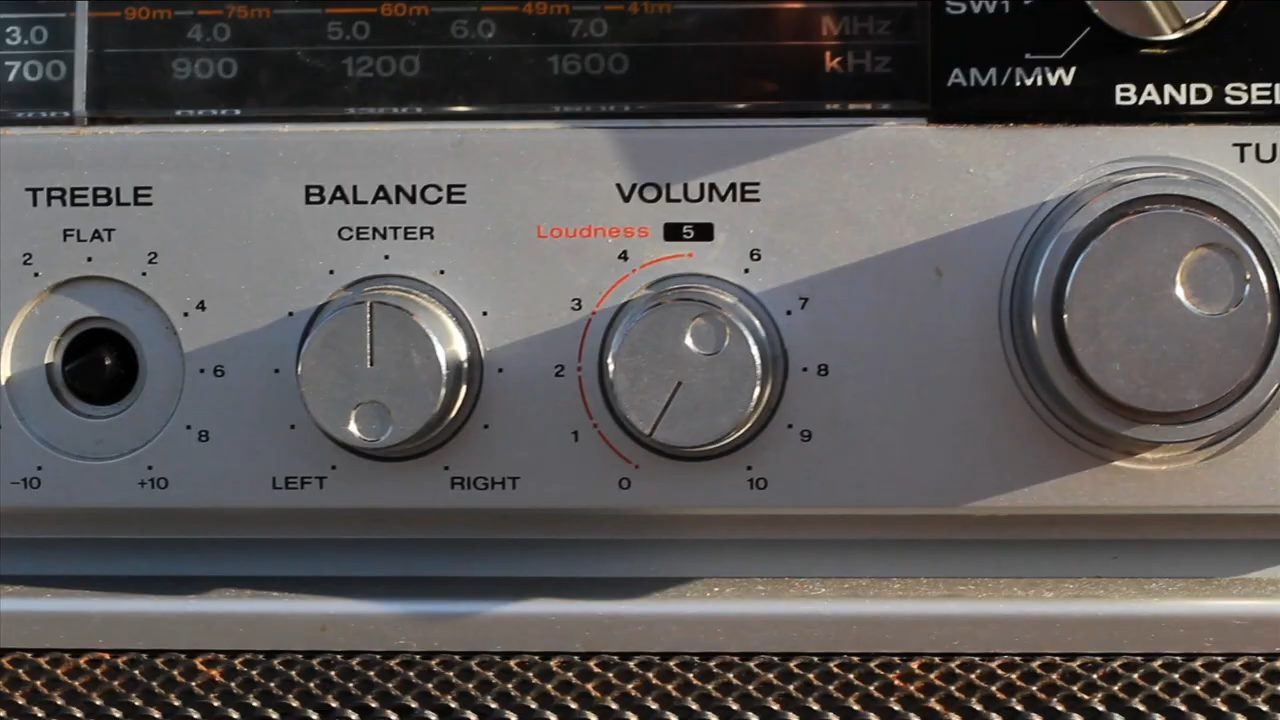 90m 75m 60m 49m 41m
3.0 4.0 5.0 6.0 7.0 MHz
700 900 1200 1600 kHz
SW1
AM/MW
BAND SEL
TU
TREBLE
FLAT
2 2
4
6
8
-10 +10
BALANCE
CENTER
LEFT RIGHT
VOLUME
Loudness 5
4 6
3 7
2 8
1 9
0 10